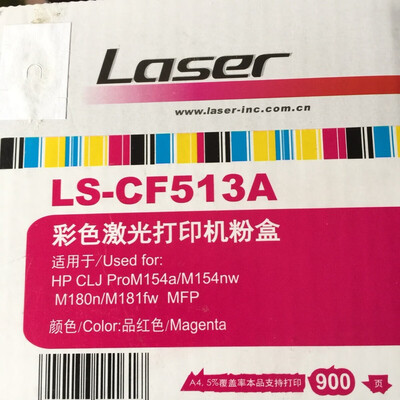 Laser
www.laser-inc.com.cn
LS-CF513A
彩色激光打印机粉盒
适用于/Used for:
HP CLJ ProM154a/M154nw
M180n/M181fw MFP
颜色/Color:品红色/Magenta
A4, 5%覆盖率本品支持打印 900 页